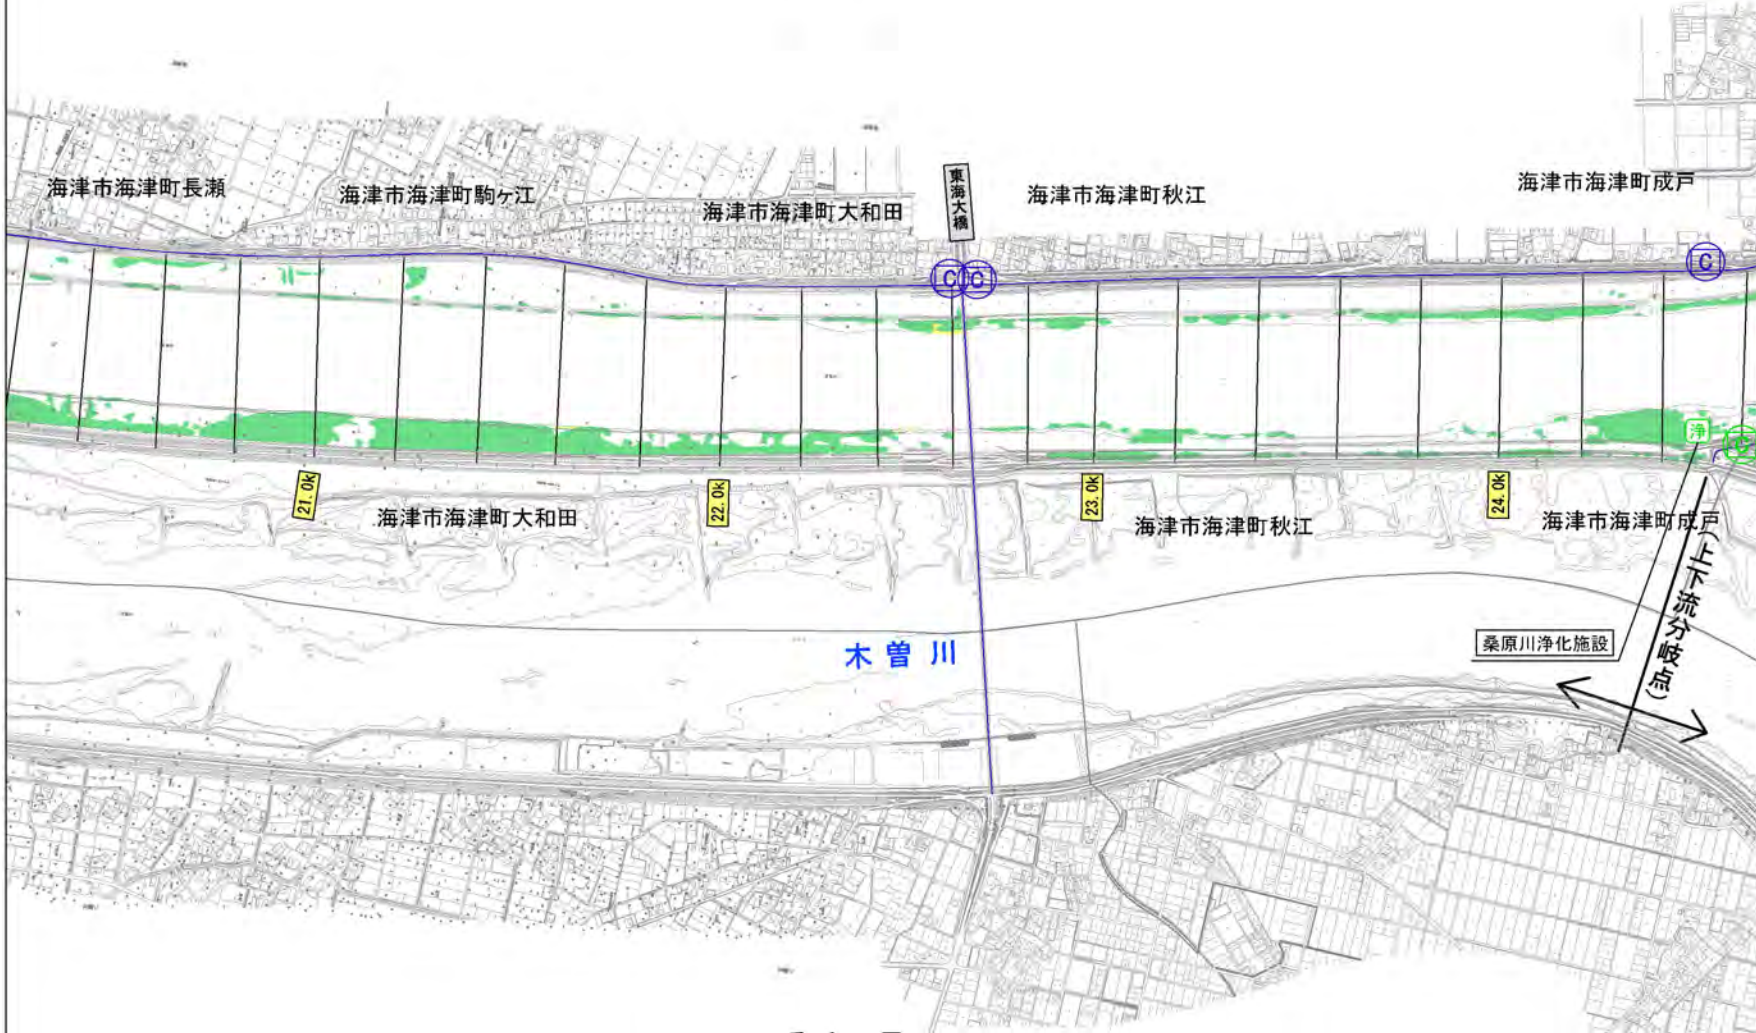 海津市海津町長瀬
海津市海津町駒ヶ江
海津市海津町大和田
東海大橋
海津市海津町秋江
海津市海津町成戸
C
C
C
浄
C
21.0k
22.0k
23.0k
24.0k
海津市海津町大和田
海津市海津町秋江
海津市海津町成戸
(上下流分岐点)
桑原川浄化施設
木曽川